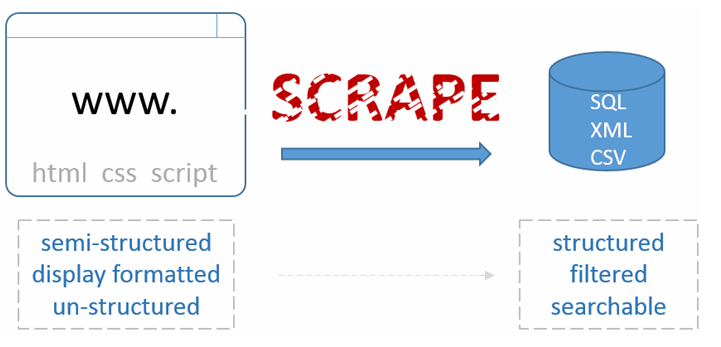 www.
html css script
SCRAPE
SQL
XML
CSV
semi-structured
display formatted
un-structured
structured
filtered
searchable